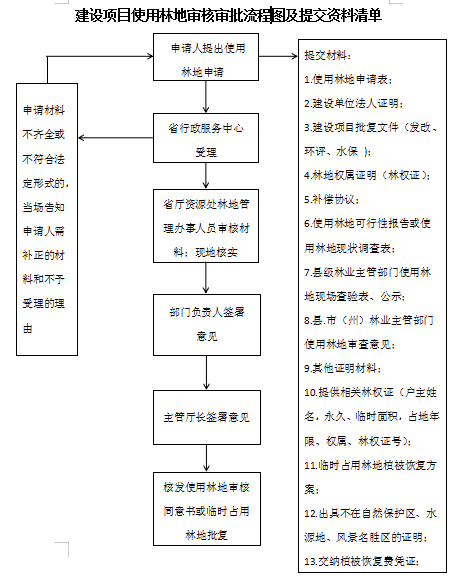 建设项目使用林地审核审批流程图及提交资料清单
申请人提出使用
林地申请
申请材料
不齐全或
不符合法
定形式的，
当场告知
申请人需
补正的材
料和不予
受理的理
由
省行政服务中心
受理
省厅资源处林地管
理办事人员审核材
料；现地核实
部门负责人签署
意见
主管厅长签署意见
核发使用林地审核
同意书或临时占用
林地批复
提交材料：
1.使用林地申请表；
2.建设单位法人证明；
3.建设项目批复文件（发改、
环评、水保 );
4.林地权属证明（林权证）；
5.补偿协议；
6.使用林地可行性报告或使
用林地现状调查表；
7.县级林业主管部门使用林
地现场查验表、公示；
8.县.市（州）林业主管部门
使用林地审查意见；
9.其他证明材料；
10.提供相关林权证（户主姓
名，永久、临时面积，占地年
限、权属、林权证号）；
11.临时占用林地植被恢复方
案；
12.出具不在自然保护区、水
源地、风景名胜区的证明；
13.交纳植被恢复费凭证；